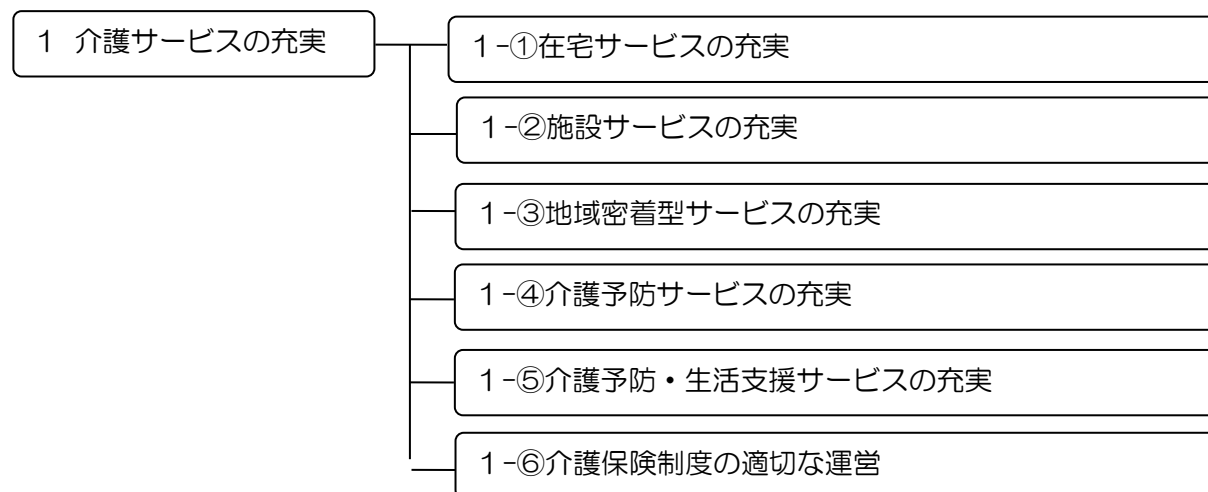 １ 介護サービスの充実
１-①在宅サービスの充実
１-②施設サービスの充実
１-③地域密着型サービスの充実
１-④介護予防サービスの充実
１-⑤介護予防・生活支援サービスの充実
１-⑥介護保険制度の適切な運営